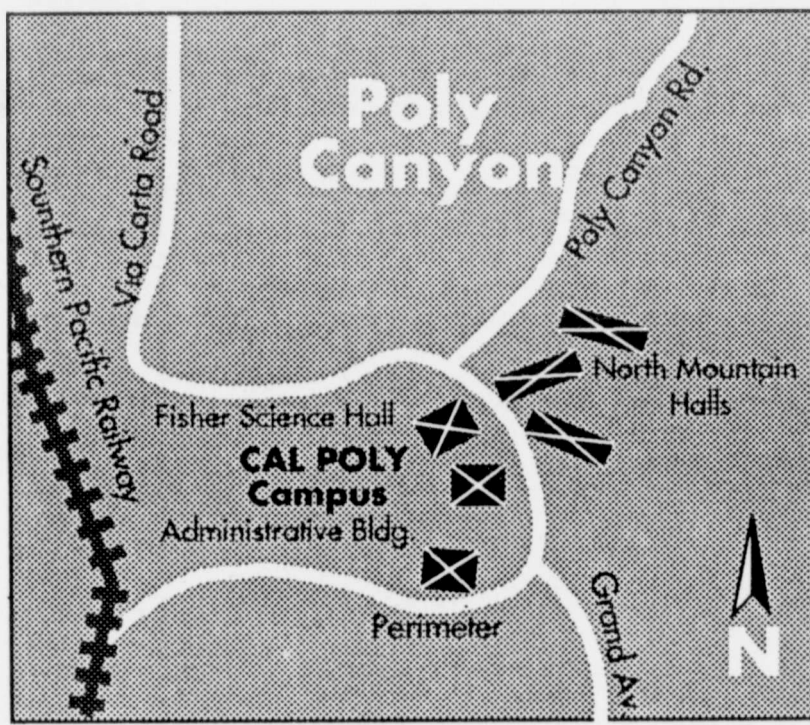 Poly
Canyon
Via Carta Road
Poly Canyon Rd.
Sounthern Pacific Railway
North Mountain
Halls
Fisher Science Hall
CAL POLY
Campus
Administrative Bldg.
Perimeter
Grand Av.
N